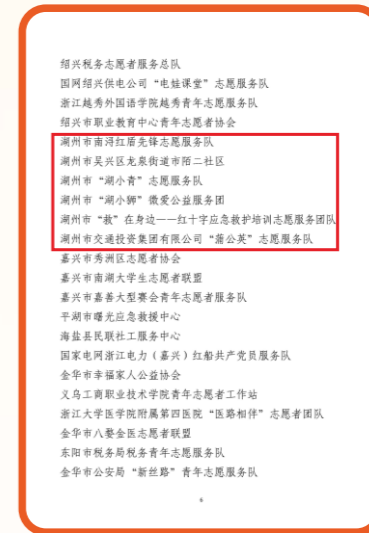 绍兴税务志愿者服务总队
国网绍兴供电公司“电娃课堂”志愿服务队
浙江越秀外国语学院越秀青年志愿服务队
绍兴市职业教育中心青年志愿者协会
湖州市南浔红盾先锋志愿服务队
湖州市吴兴区龙泉街道市陌二社区
湖州市“湖小青”志愿服务队
湖州市“湖小狮”微爱公益服务团
湖州市“救”在身边——红十字应急救护培训志愿服务团队
湖州市交通投资集团有限公司“蒲公英”志愿服务队
嘉兴市秀洲区志愿者协会
嘉兴市南湖大学生志愿者联盟
嘉兴市嘉善大型赛会青年志愿者服务队
平湖市曙光应急救援中心
海盐县民联社工服务中心
国家电网浙江电力（嘉兴）红船共产党员服务队
金华市幸福家人公益协会
义乌工商职业技术学院青年志愿者工作站
浙江大学医学院附属第四医院“医路相伴”志愿者团队
金华市八婺金医志愿者联盟
东阳市税务局税务青年志愿服务队
金华市公安局“新丝路”青年志愿服务队